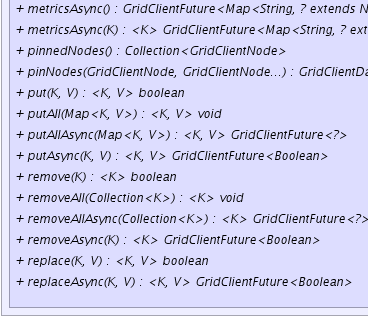 + metricsAsync() : GridClientFuture<Map<String, ? extends
+ metricsAsync(K) : <K> GridClientFuture<Map<String, ?
+ pinnedNodes() : Collection<GridClientNode>
+ pinNodes(GridClientNode, GridClientNode...) :
+ put(K, V) : <K, V> boolean
+ putAll(Map<K, V>) : <K, V> void
+ putAllAsync(Map<K, V>) : <K, V> GridClientFuture<?>
+ putAsync(K, V) : <K, V> GridClientFuture<Boolean>
+ remove(K) : <K> boolean
+ removeAll(Collection<K>) : <K> void
+ removeAllAsync(Collection<K>) : <K> GridClientFuture<?>
+ removeAsync(K) : <K> GridClientFuture<Boolean>
+ replace(K, V) : <K, V> boolean
+ replaceAsync(K, V) : <K, V> GridClientFuture<Boolean>